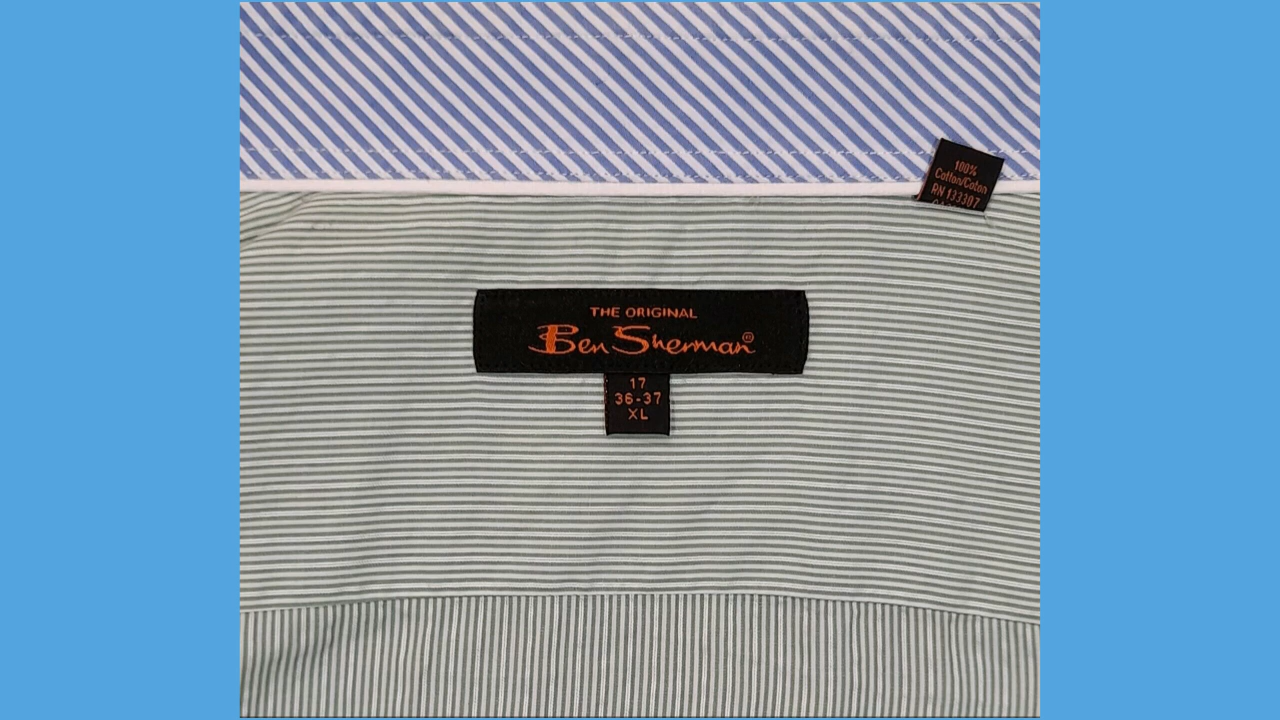 100%
Cotton/Coton
RN 133307
THE ORIGINAL
Ben Sherman®
17
36-37
XL